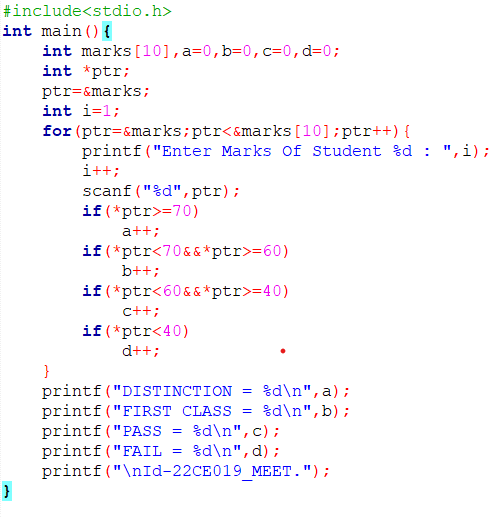 #include<stdio.h>
int main(){
    int marks[10],a=0,b=0,c=0,d=0;
    int *ptr;
    ptr=&marks;
    int i=1;
    for(ptr=&marks;ptr<&marks[10];ptr++){
        printf("Enter Marks Of Student %d : ",i);
        i++;
        scanf("%d",ptr);
        if(*ptr>=70)
            a++;
        if(*ptr<70&&*ptr>=60)
            b++;
        if(*ptr<60&&*ptr>=40)
            c++;
        if(*ptr<40)
            d++;
    }
    printf("DISTINCTION = %d\n",a);
    printf("FIRST CLASS = %d\n",b);
    printf("PASS = %d\n",c);
    printf("FAIL = %d\n",d);
    printf("\nId-22CE019_MEET.");
}